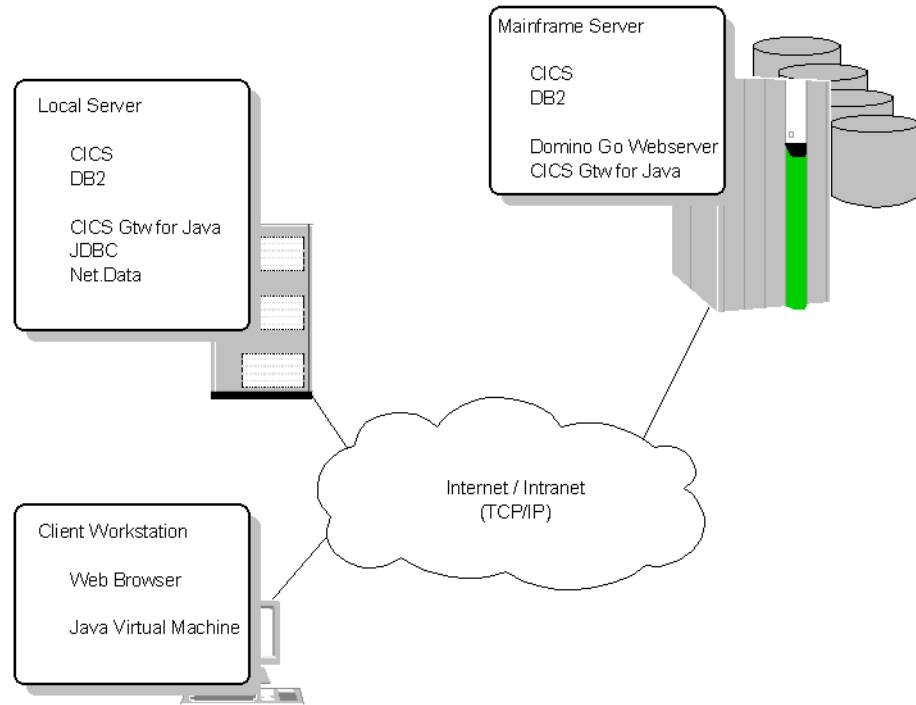 Mainframe Server
CICS
DB2
Domino Go Webserver
CICS Gtw for Java
Local Server
CICS
DB2
CICS Gtw for Java
JDBC
Net.Data
Internet / Intranet
(TCP/IP)
Client Workstation
Web Browser
Java Virtual Machine